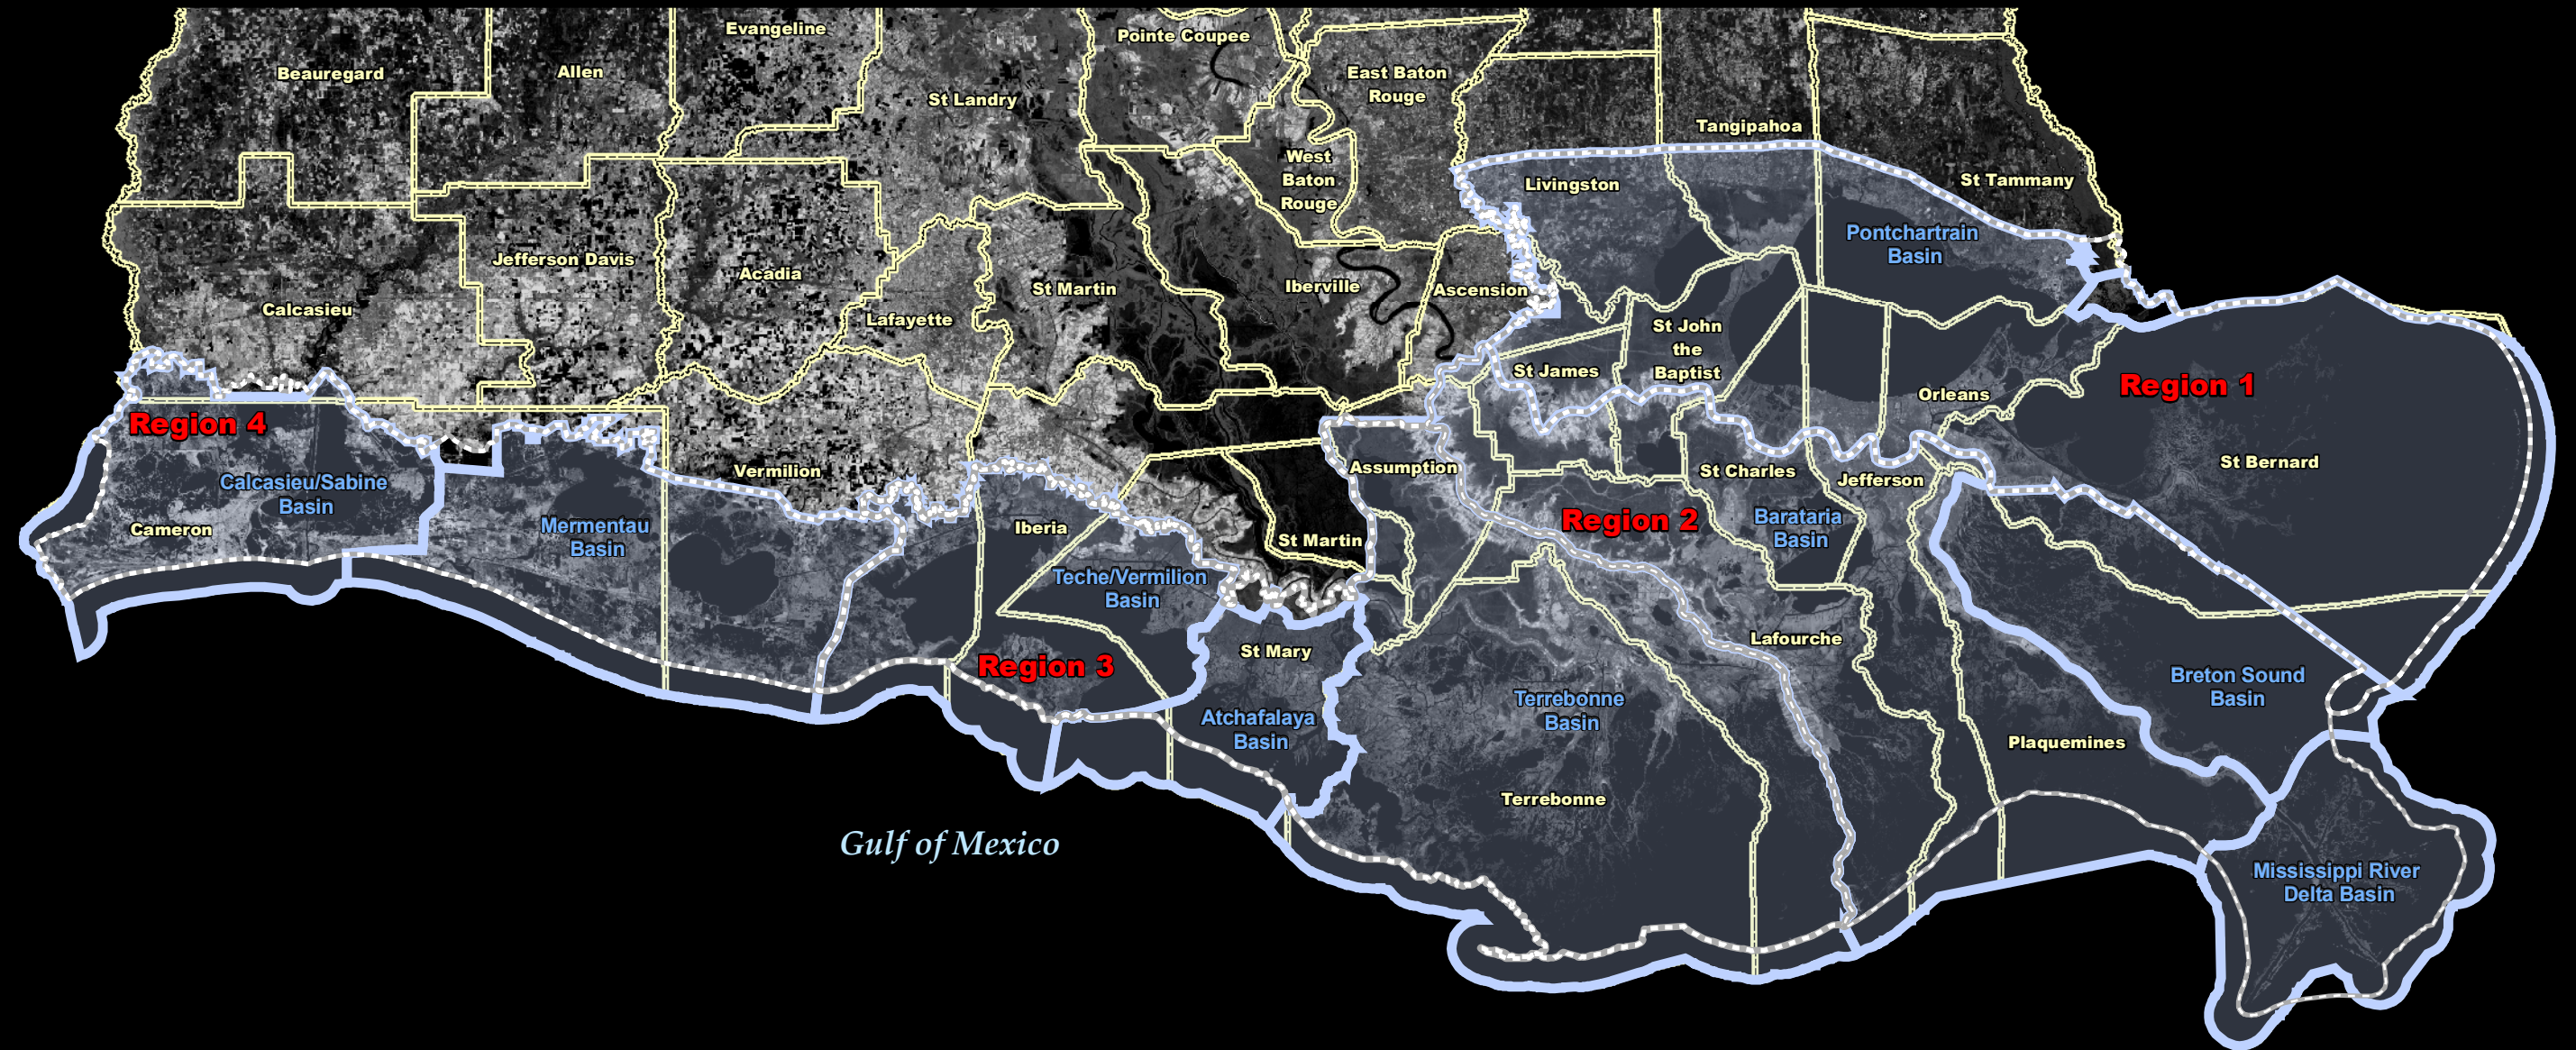 Evangeline
Pointe Coupee
Beauregard
Allen
East Baton
Rouge
St Landry
Tangipahoa
West
Baton
Rouge
Livingston
St Tammany
Pontchartrain
Basin
Jefferson Davis
Acadia
St Martin
Iberville
Ascension
Calcasieu
Lafayette
St John
the
Baptist
St James
Region 1
Orleans
Region 4
St Bernard
Vermilion
Assumption
St Charles
Jefferson
Calcasieu/Sabine
Basin
Cameron
Mermentau
Basin
Iberia
Region 2
Barataria
Basin
St Martin
Teche/Vermilion
Basin
Lafourche
St Mary
Region 3
Breton Sound
Basin
Terrebonne
Basin
Atchafalaya
Basin
Plaquemines
Terrebonne
Gulf of Mexico
Mississippi River
Delta Basin